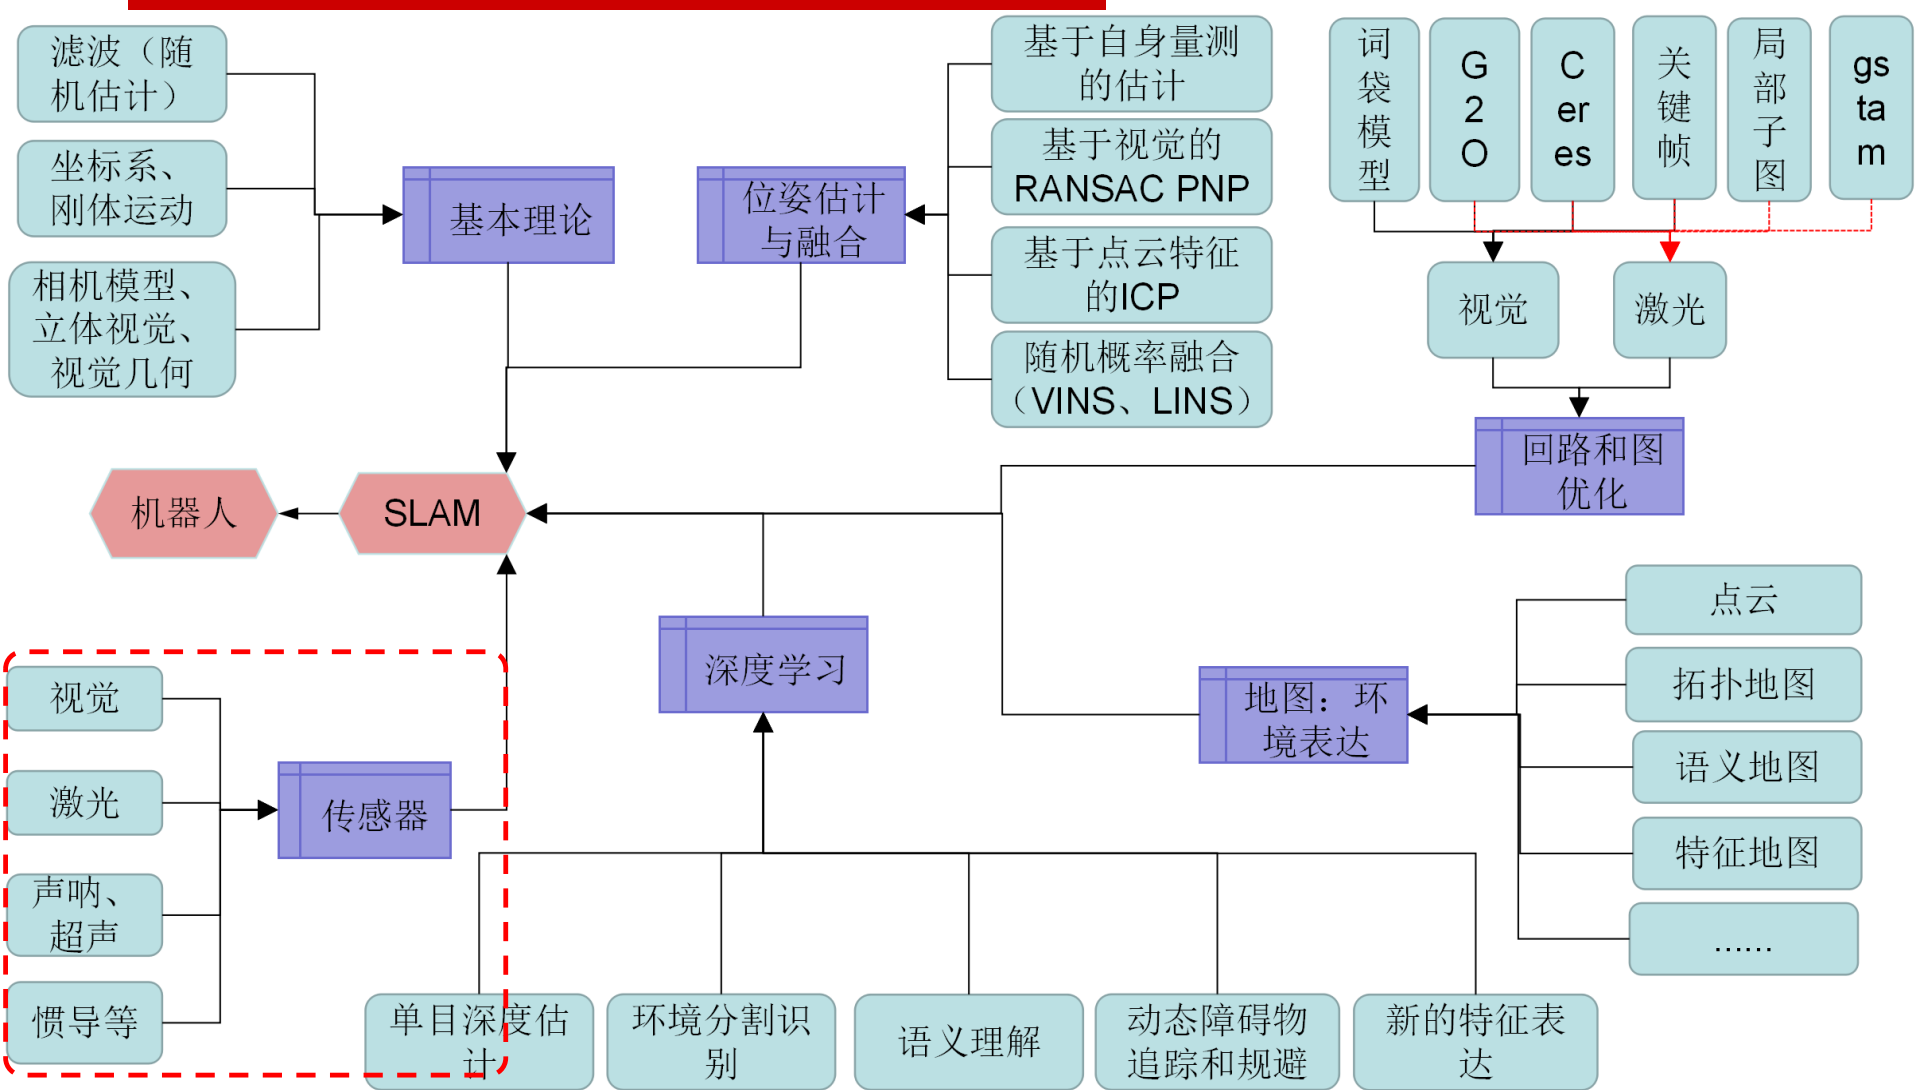 滤波（随
机估计）
坐标系、
刚体运动
相机模型、
立体视觉、
视觉几何
基本理论
位姿估计
与融合
基于自身量测
的估计
基于视觉的
RANSAC PNP
基于点云特征
的ICP
随机概率融合
（VINS、LINS）
词
袋
模
型
G
2
O
C
er
es
关
键
帧
局
部
子
图
gs
ta
m
视觉
激光
回路和图
优化
机器人
SLAM
深度学习
地图：环
境表达
点云
拓扑地图
语义地图
特征地图
……
视觉
激光
声呐、
超声
惯导等
传感器
单目深度估
计
环境分割识
别
语义理解
动态障碍物
追踪和规避
新的特征表
达